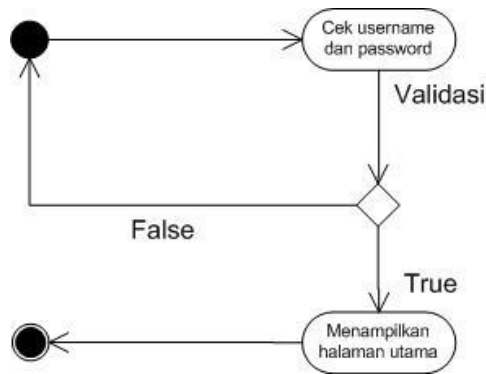 Cek username
dan password
Validasi
False
True
Menampilkan
halaman utama